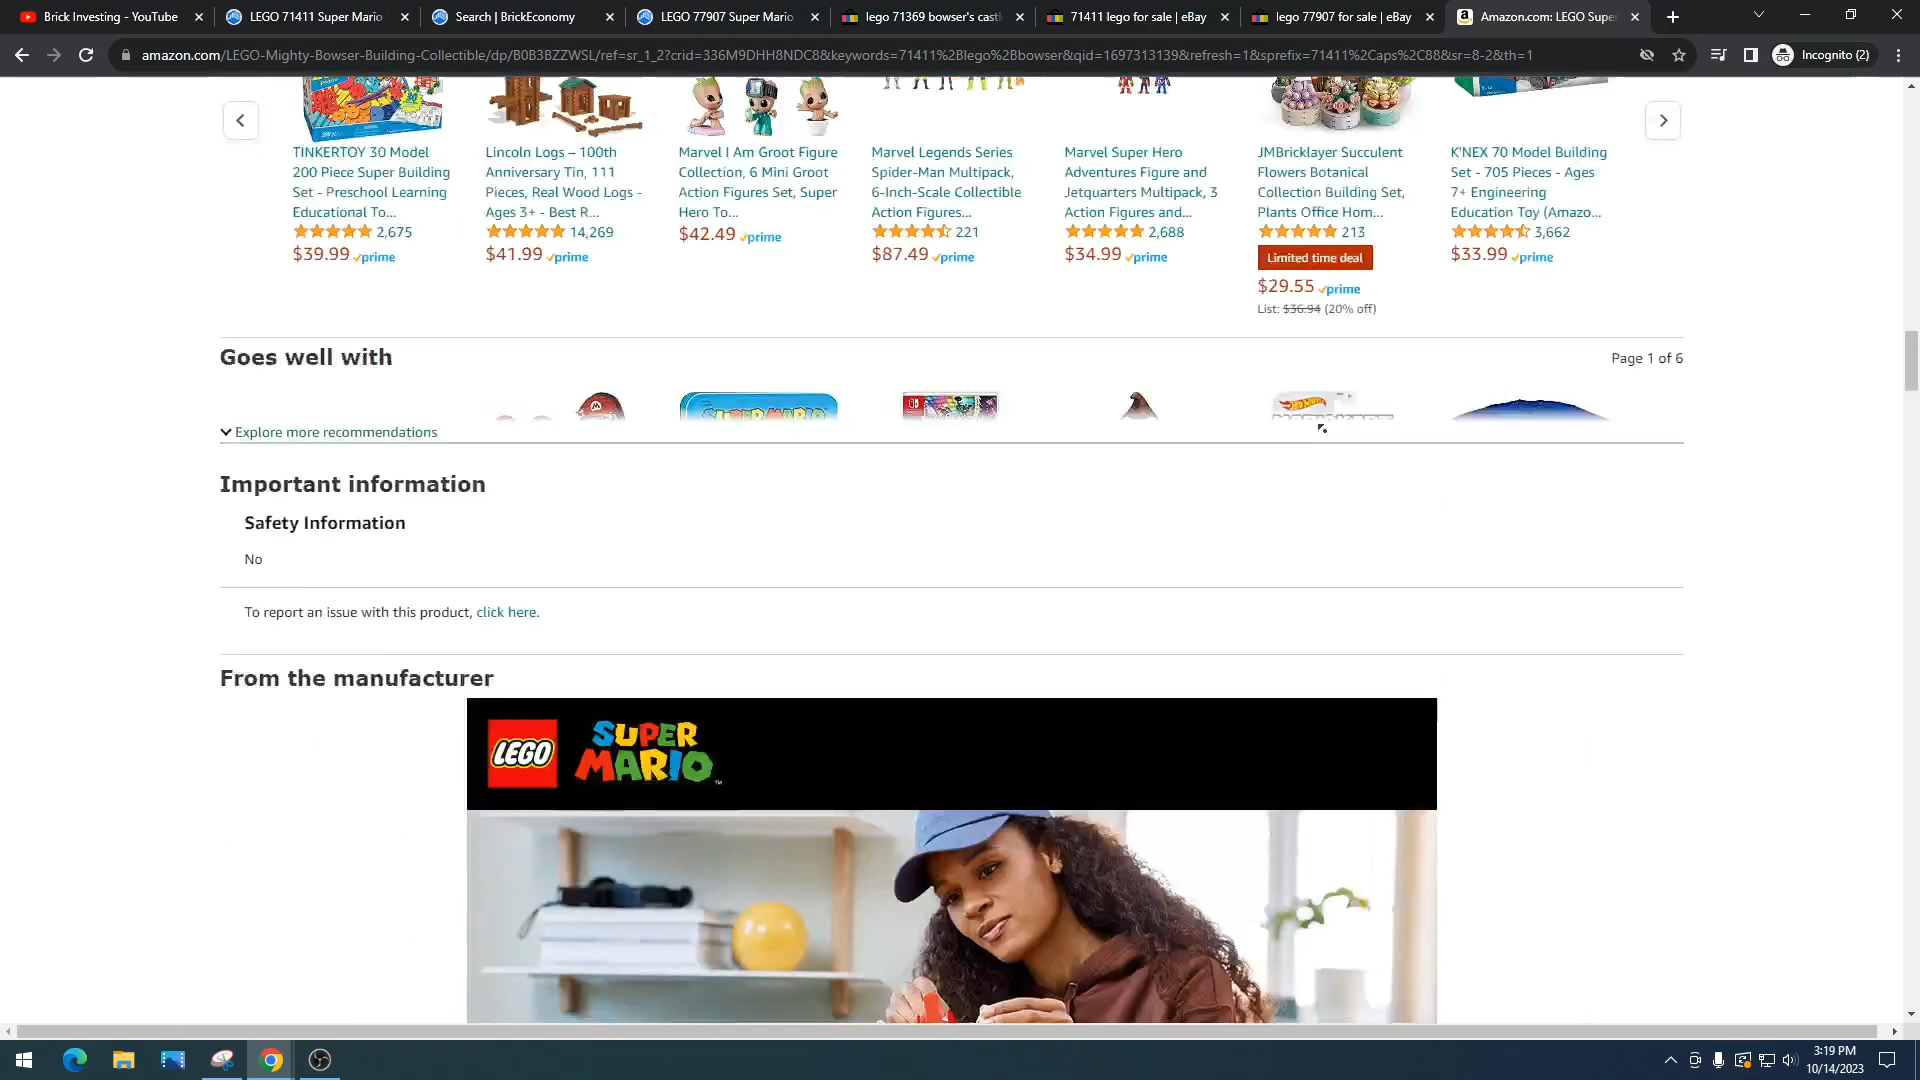 Brick Investing - YouTube
LEGO 71411 Super Mario
Search | BrickEconomy
LEGO 77907 Super Mario
lego 71369 bowser's castl
71411 lego for sale | eBay
lego 77907 for sale | eBay
Amazon.com: LEGO Supe
amazon.com/LEGO-Mighty-Bowser-Building-Collectible/dp/B0B3BZZWSL/ref=sr_1_2?crid=336M9DHH8NDC8&keywords=71411%2Blego%2Bbowser&qid=1697313139&refresh=1&sprefix=71411%2Caps%2C88&sr=8-2&th=1
Incognito (2)
TINKERTOY 30 Model
200 Piece Super Building
Set - Preschool Learning
Educational To...
2,675
$39.99 prime
Lincoln Logs – 100th
Anniversary Tin, 111
Pieces, Real Wood Logs -
Ages 3+ - Best R...
14,269
$41.99 prime
Marvel I Am Groot Figure
Collection, 6 Mini Groot
Action Figures Set, Super
Hero To...
$42.49 prime
Marvel Legends Series
Spider-Man Multipack,
6-Inch-Scale Collectible
Action Figures...
221
$87.49 prime
Marvel Super Hero
Adventures Figure and
Jetquarters Multipack, 3
Action Figures and...
2,688
$34.99 prime
JMBricklayer Succulent
Flowers Botanical
Collection Building Set,
Plants Office Hom...
213
Limited time deal
$29.55 prime
List: $36.94 (20% off)
K'NEX 70 Model Building
Set - 705 Pieces - Ages
7+ Engineering
Education Toy (Amazo...
3,662
$33.99 prime
Goes well with
Page 1 of 6
SUPER MARIO
Hot Wheels
Explore more recommendations
Important information
Safety Information
No
To report an issue with this product, click here.
From the manufacturer
LEGO
SUPER
MARIO
™
3:19 PM
10/14/2023